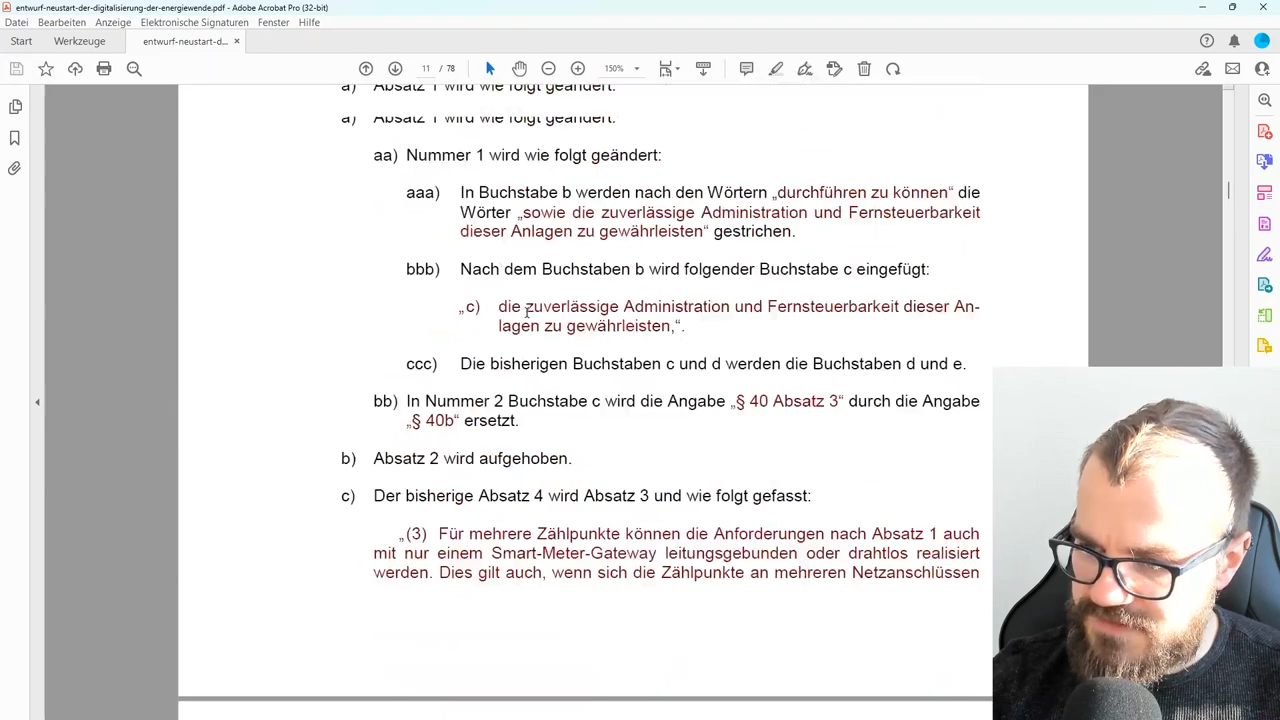 entwurf-neustart-der-digitalisierung-der-energiewende.pdf - Adobe Acrobat Pro (32-bit)
Datei Bearbeiten Anzeige Elektronische Signaturen Fenster Hilfe
Start Werkzeuge entwurf-neustart-d... ×
11 / 78 150%
a) Absatz 1 wird wie folgt geändert:
a) Absatz 1 wird wie folgt geändert:
aa) Nummer 1 wird wie folgt geändert:
aaa) In Buchstabe b werden nach den Wörtern „durchführen zu können“ die
Wörter „sowie die zuverlässige Administration und Fernsteuerbarkeit
dieser Anlagen zu gewährleisten“ gestrichen.
bbb) Nach dem Buchstaben b wird folgender Buchstabe c eingefügt:
„c) die zuverlässige Administration und Fernsteuerbarkeit dieser An-
lagen zu gewährleisten,“.
ccc) Die bisherigen Buchstaben c und d werden die Buchstaben d und e.
bb) In Nummer 2 Buchstabe c wird die Angabe „§ 40 Absatz 3“ durch die Angabe
„§ 40b“ ersetzt.
b) Absatz 2 wird aufgehoben.
c) Der bisherige Absatz 4 wird Absatz 3 und wie folgt gefasst:
„(3) Für mehrere Zählpunkte können die Anforderungen nach Absatz 1 auch
mit nur einem Smart-Meter-Gateway leitungsgebunden oder drahtlos realisiert
werden. Dies gilt auch, wenn sich die Zählpunkte an mehreren Netzanschlüssen